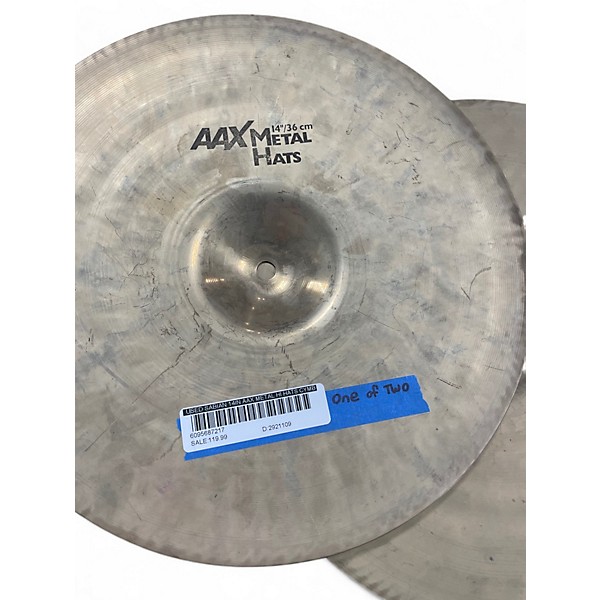 14"/36 cm
AAX METAL
HATS
One of Two
USED SABIAN 14IN AAX METAL HI HATS CYMB
6095687217
D 2921109
SALE:119.99